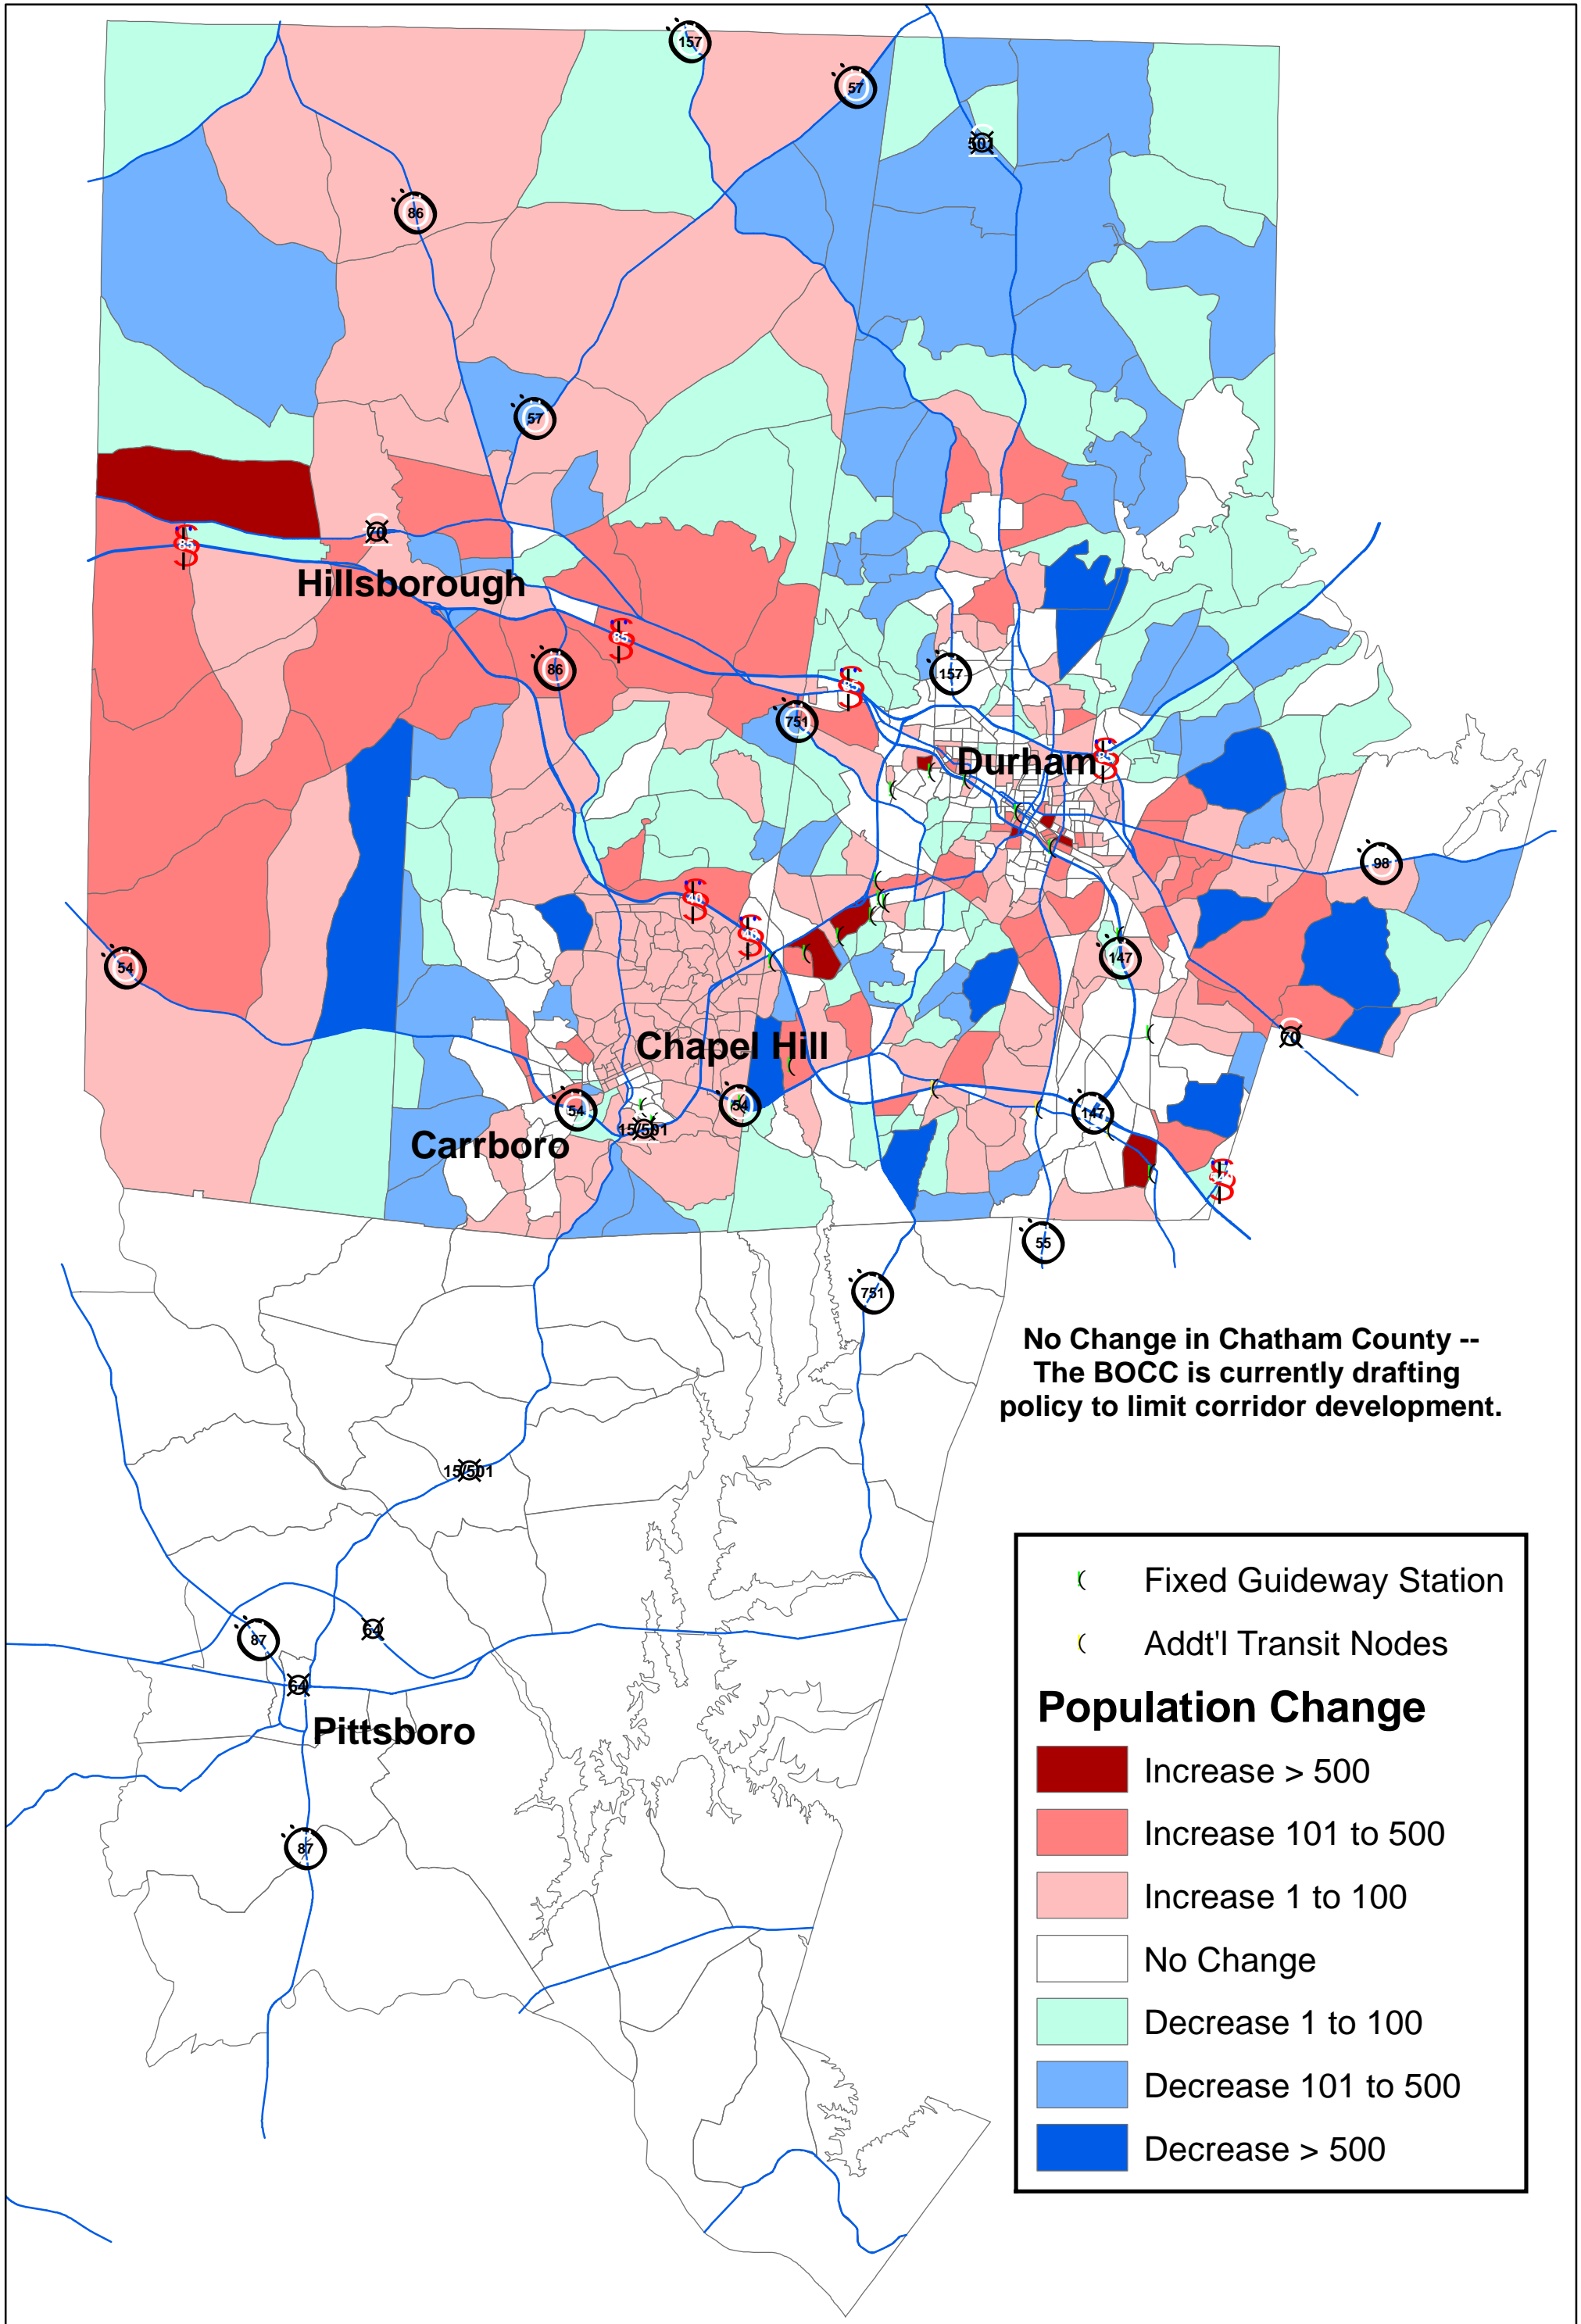 157
57
501
86
57
70
85
Hillsborough
85
86
157
85
751
Durham
85
98
40
40
54
147
70
Chapel Hill
54
54
147
15/501
Carrboro
55
751
No Change in Chatham County --
The BOCC is currently drafting
policy to limit corridor development.
15/501
Fixed Guideway Station
87
64
Addt'l Transit Nodes
64
Population Change
Pittsboro
Increase > 500
Increase 101 to 500
87
Increase 1 to 100
No Change
Decrease 1 to 100
Decrease 101 to 500
Decrease > 500